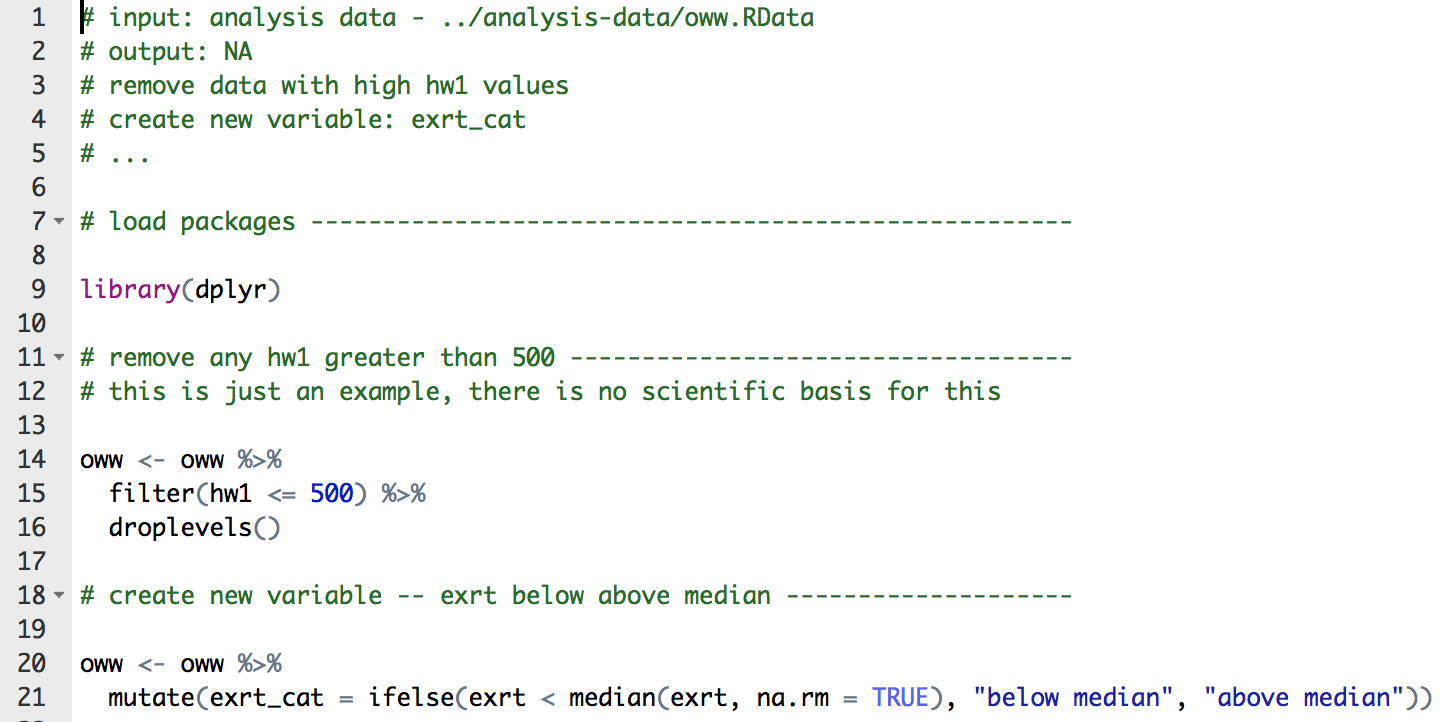 1 # input: analysis data - ../analysis-data/oww.RData
2 # output: NA
3 # remove data with high hw1 values
4 # create new variable: exrt_cat
5 # ...
6
7 # load packages -----------------------------------------------------
8
9 library(dplyr)
10
11 # remove any hw1 greater than 500 -----------------------------------
12 # this is just an example, there is no scientific basis for this
13
14 oww <- oww %>%
15   filter(hw1 <= 500) %>%
16   droplevels()
17
18 # create new variable -- exrt below above median --------------------
19
20 oww <- oww %>%
21   mutate(exrt_cat = ifelse(exrt < median(exrt, na.rm = TRUE), "below median", "above median"))